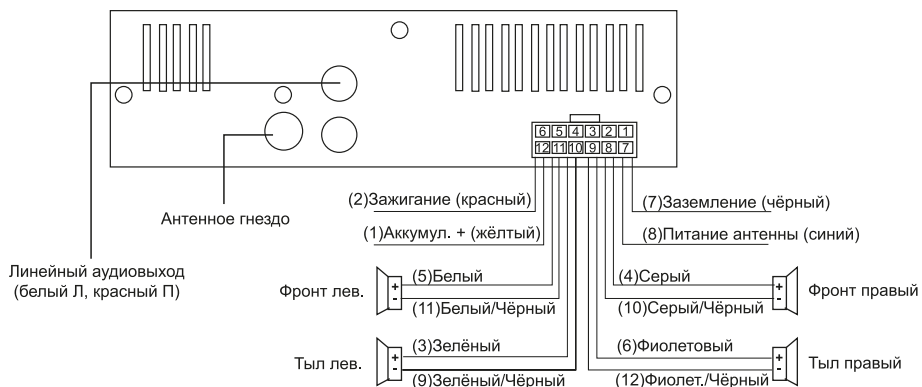 6 5 4 3 2 1
12 11 10 9 8 7
(2)Зажигание (красный)
(7)Заземление (чёрный)
Антенное гнездо
(1)Аккумул. + (жёлтый)
(8)Питание антенны (синий)
Линейный аудиовыход
(белый Л, красный П)
Фронт лев.
+
-
(5)Белый
(11)Белый/Чёрный
(4)Серый
(10)Серый/Чёрный
+
-
Фронт правый
Тыл лев.
+
-
(3)Зелёный
(9)Зелёный/Чёрный
(6)Фиолетовый
(12)Фиолет./Чёрный
+
-
Тыл правый